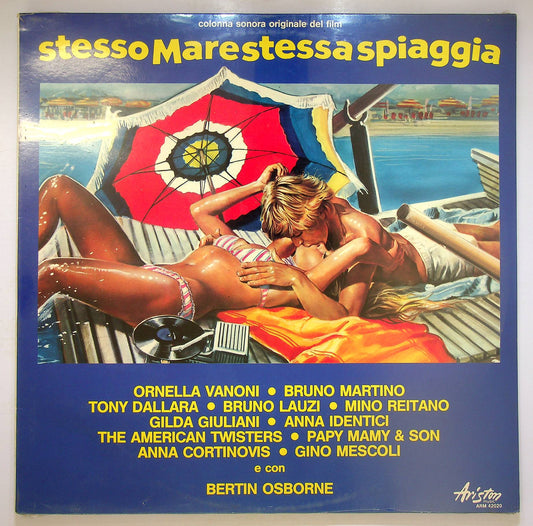 colonna sonora originale del film
stesso Mare stessa spiaggia
ORNELLA VANONI • BRUNO MARTINO
TONY DALLARA • BRUNO LAUZI • MINO REITANO
GILDA GIULIANI • ANNA IDENTICI
THE AMERICAN TWISTERS • PAPY MAMY & SON
ANNA CORTINOVIS • GINO MESCOLI
e con
BERTIN OSBORNE
Ariston
ARM 42029